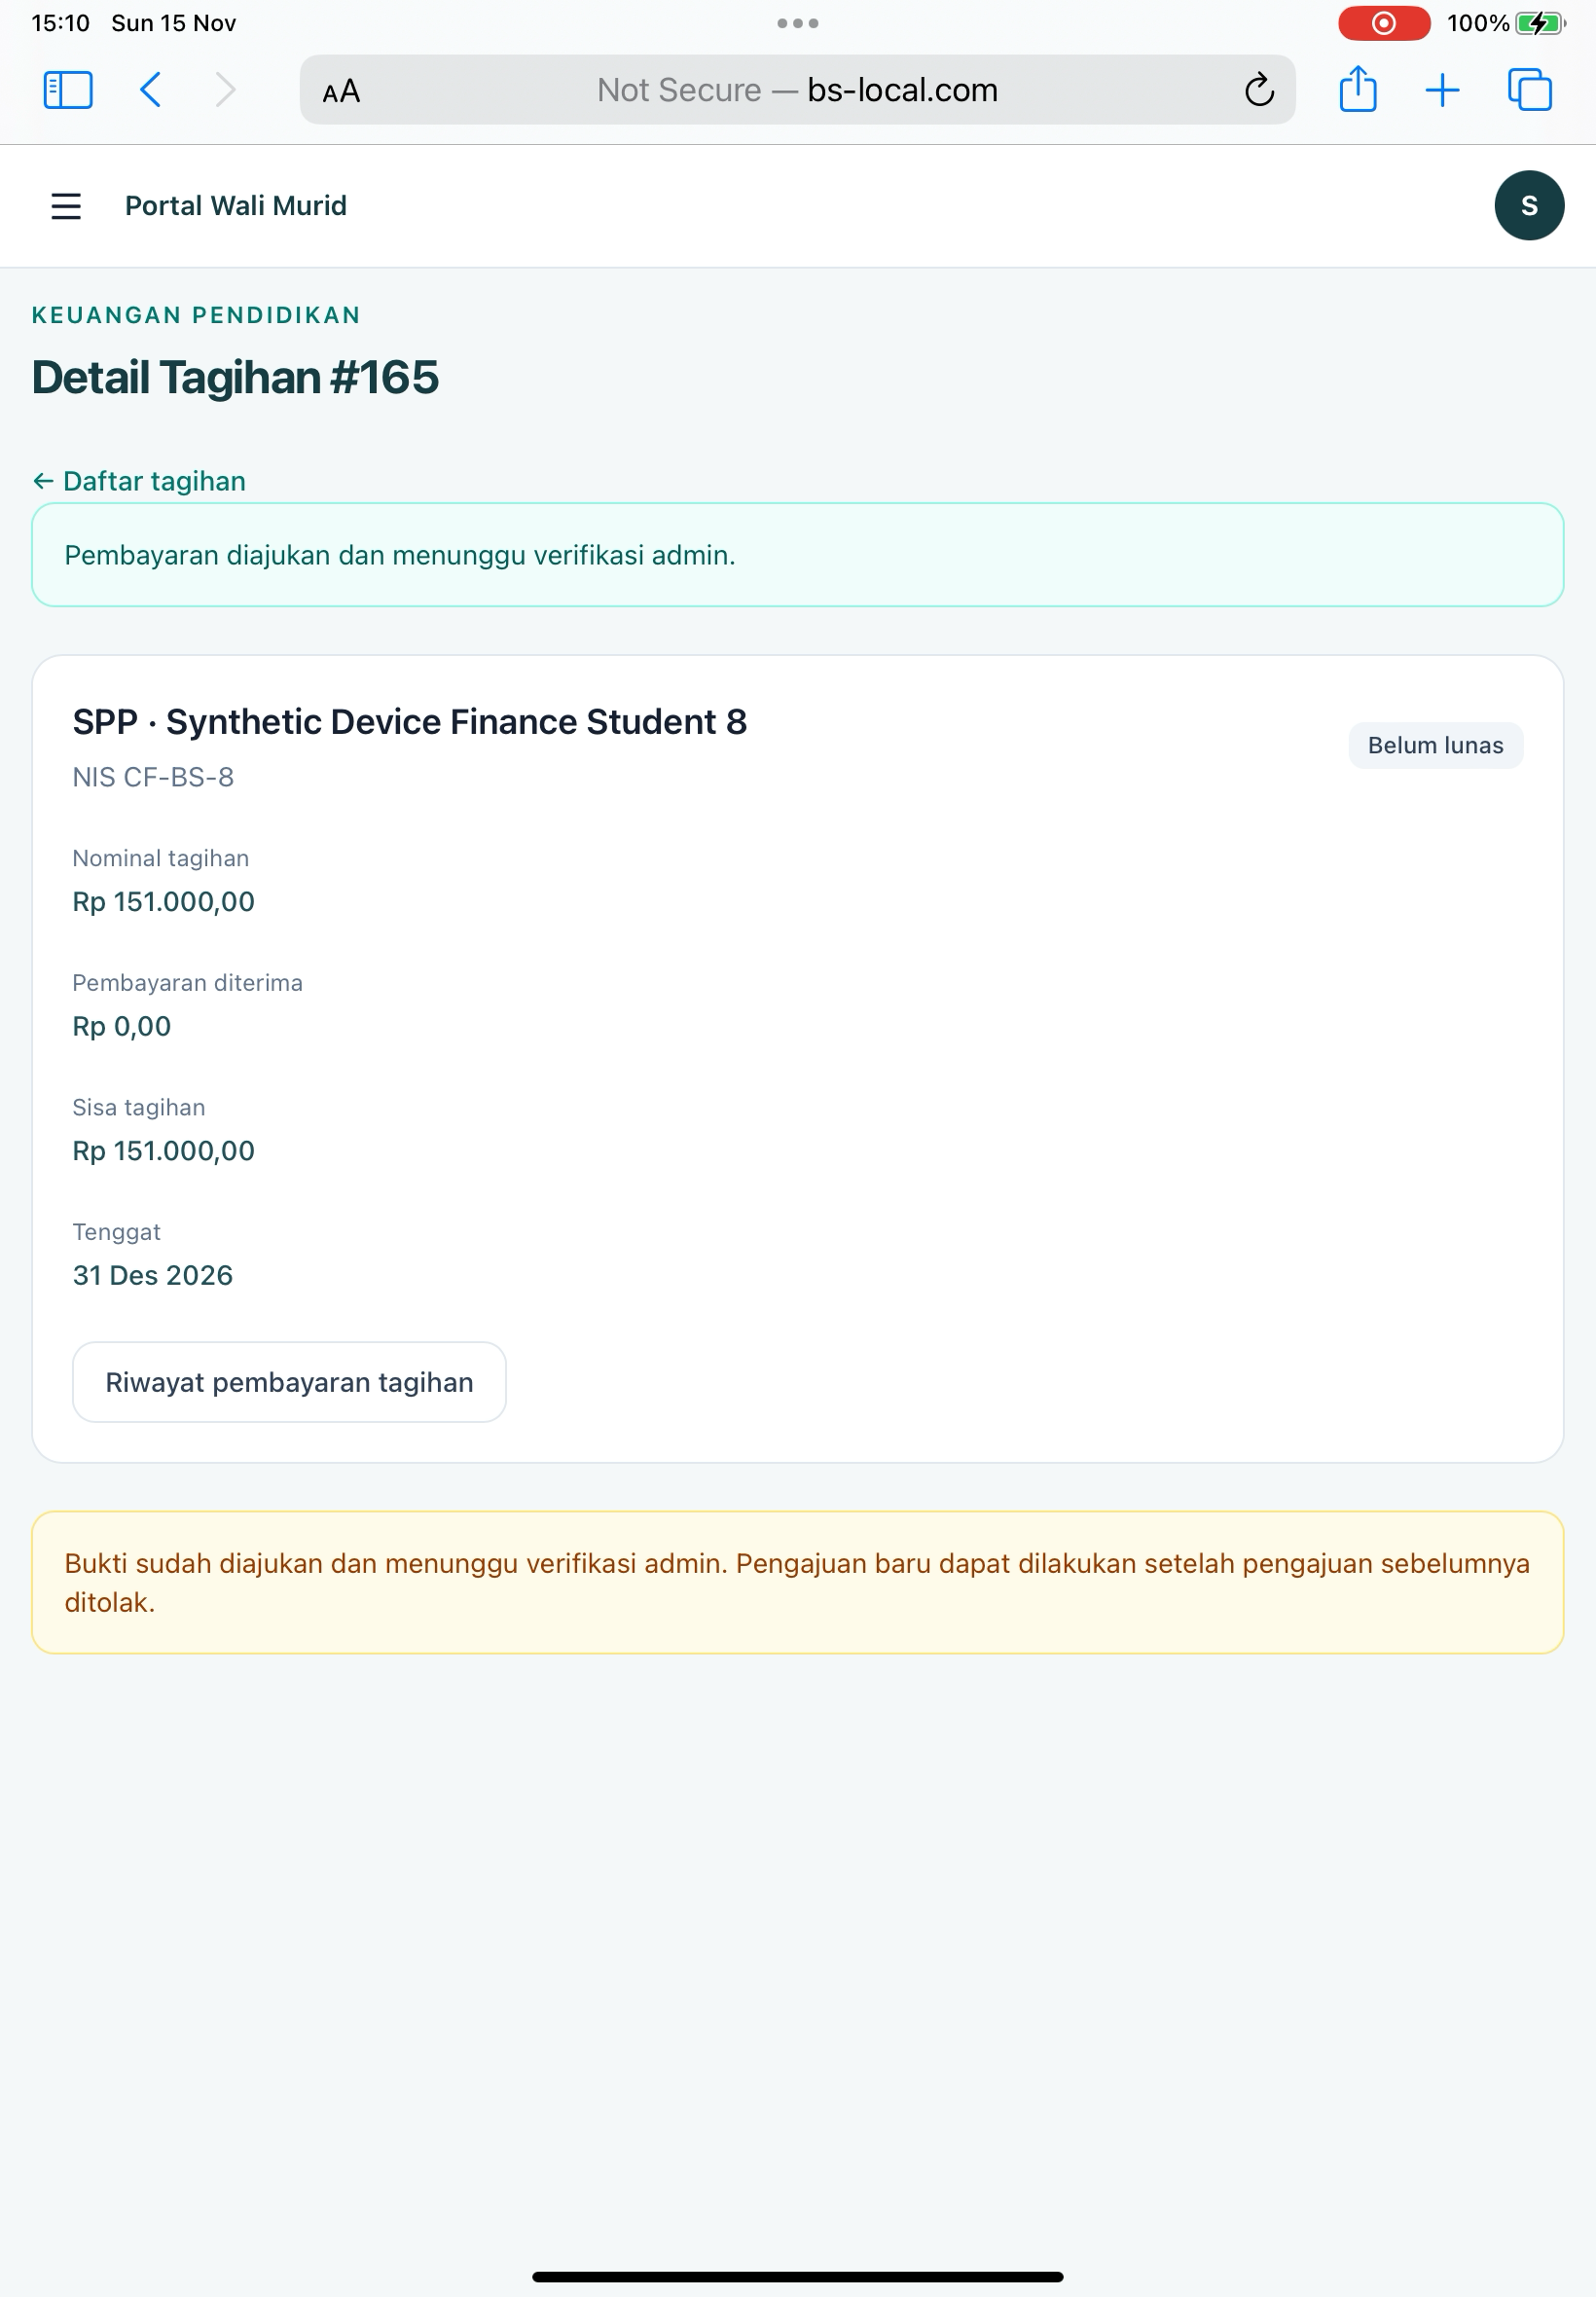 15:10 Sun 15 Nov
100%
AA
Not Secure — bs-local.com
Portal Wali Murid
S
KEUANGAN PENDIDIKAN
Detail Tagihan #165
← Daftar tagihan
Pembayaran diajukan dan menunggu verifikasi admin.
SPP · Synthetic Device Finance Student 8
Belum lunas
NIS CF-BS-8
Nominal tagihan
Rp 151.000,00
Pembayaran diterima
Rp 0,00
Sisa tagihan
Rp 151.000,00
Tenggat
31 Des 2026
Riwayat pembayaran tagihan
Bukti sudah diajukan dan menunggu verifikasi admin. Pengajuan baru dapat dilakukan setelah pengajuan sebelumnya
ditolak.